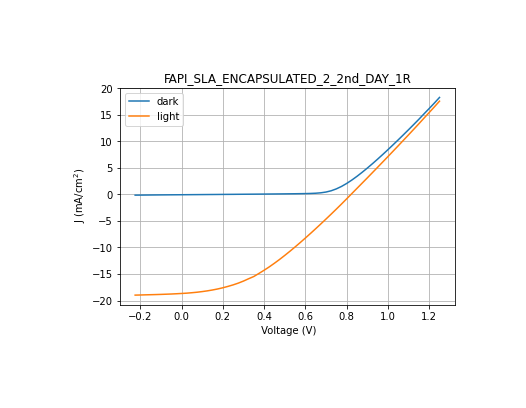 FAPI_SLA_ENCAPSULATED_2_2nd_DAY_1R
dark
light
J (mA/cm²)
20
15
10
5
0
−5
−10
−15
−20
−0.2 0.0 0.2 0.4 0.6 0.8 1.0 1.2
Voltage (V)